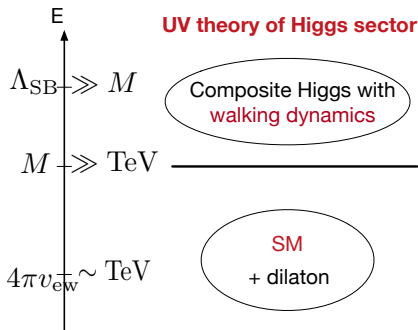 E
UV theory of Higgs sector
Λ_SB ≫ M
Composite Higgs with
walking dynamics
M ≫ TeV
SM
+ dilaton
4πv_ew ~ TeV